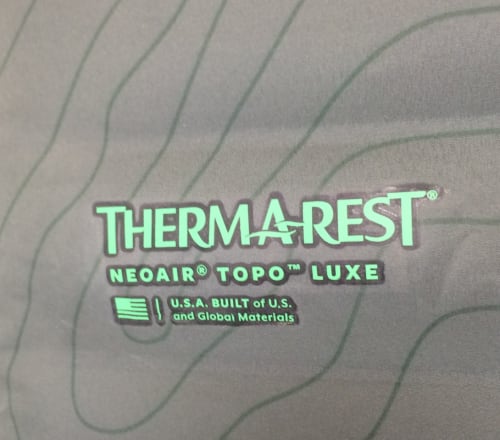 THERMAREST®
NEOAIR® TOPO™ LUXE
U.S.A. BUILT of U.S.
and Global Materials